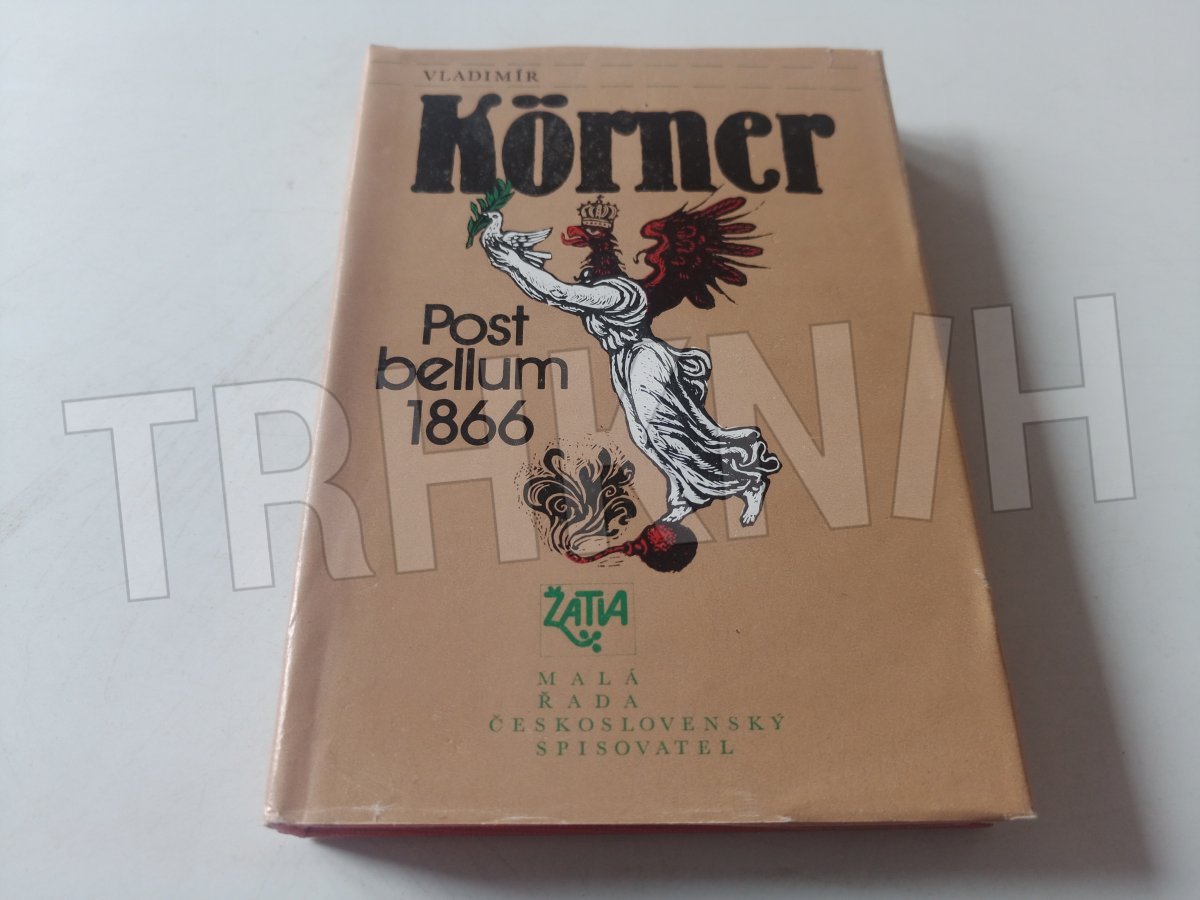 VLADIMÍR
Körner
Post
bellum
1866
ŽATVA
MALÁ
ŘADA
ČESKOSLOVENSKÝ
SPISOVATEL
TRHKNIH